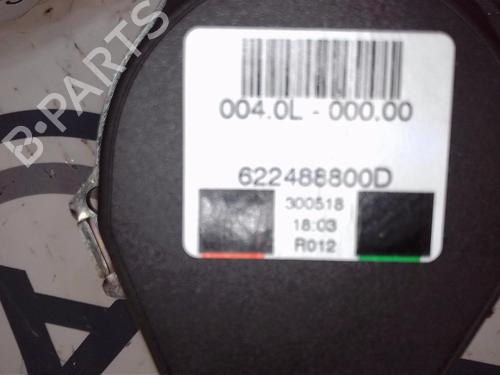 B-PARTS
004.0L - 000.00
622488800D
300518
18:03
R012